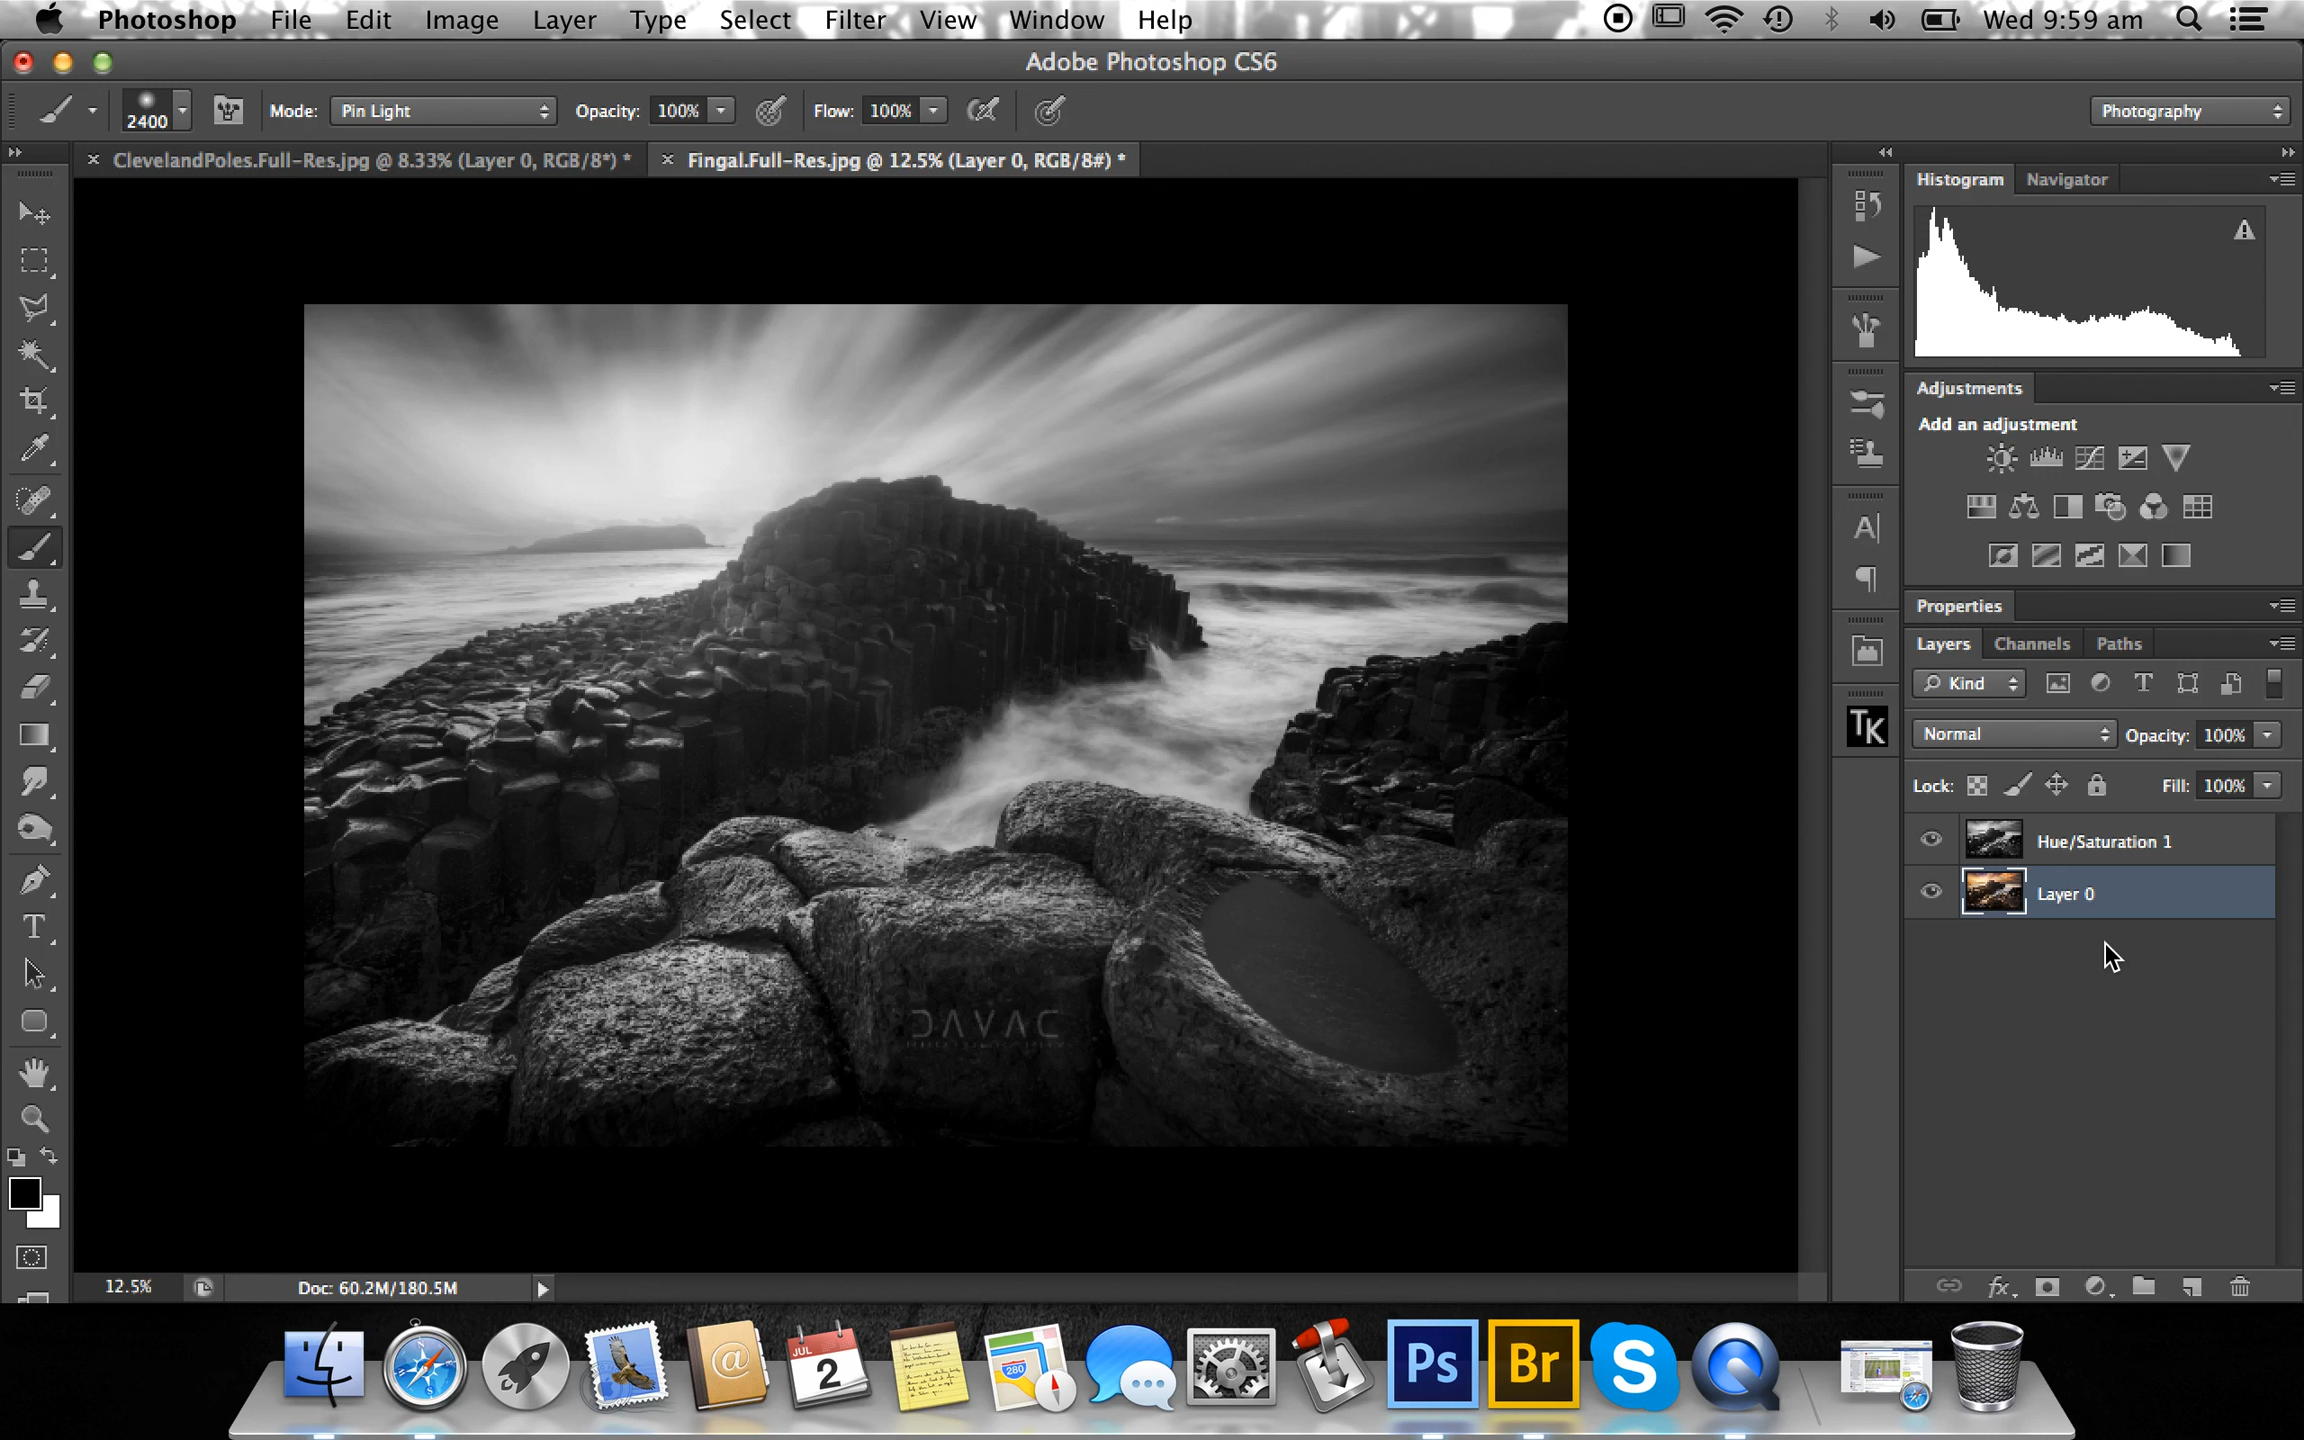 Photoshop File Edit Image Layer Type Select Filter View Window Help Wed 9:59 am
Adobe Photoshop CS6
2400 Mode: Pin Light Opacity: 100% Flow: 100% Photography
ClevelandPoles.Full-Res.jpg @ 8.33% (Layer 0, RGB/8*) * Fingal.Full-Res.jpg @ 12.5% (Layer 0, RGB/8#) *
Histogram Navigator
Adjustments
Add an adjustment
Properties
Layers Channels Paths
Kind
TK
Normal Opacity: 100%
Lock: Fill: 100%
Hue/Saturation 1
Layer 0
DAVAC
12.5% Doc: 60.2M/180.5M
JUL
2
280
Ps Br